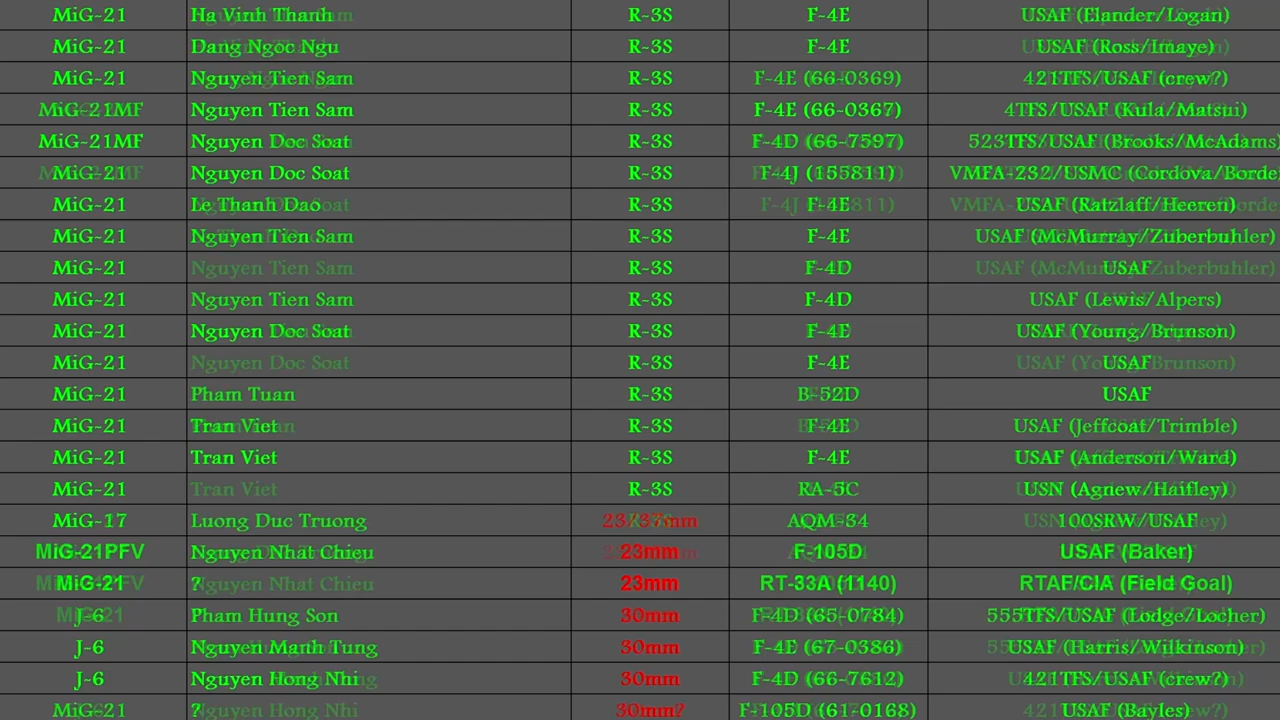 MiG-21 Ha Vinh Thanh R-3S F-4E USAF (Elander/Logan)
MiG-21 Dang Ngoc Ngu R-3S F-4E USAF (Ross/Imaye)
MiG-21 Nguyen Tien Sam R-3S F-4E (66-0369) 421TFS/USAF (crew?)
MiG-21MF Nguyen Tien Sam R-3S F-4E (66-0367) 4TFS/USAF (Kula/Matsui)
MiG-21MF Nguyen Doc Soat R-3S F-4D (66-7597) 523TFS/USAF (Brooks/McAdams)
MiG-21 Nguyen Doc Soat R-3S F-4J (155811) VMFA-232/USMC (Cordova/Borde
MiG-21 Le Thanh Dao R-3S F-4E USAF (Ratzlaff/Heeren)
MiG-21 Nguyen Tien Sam R-3S F-4E USAF (McMurray/Zuberbuhler)
MiG-21 Nguyen Tien Sam R-3S F-4D USAF
MiG-21 Nguyen Tien Sam R-3S F-4D USAF (Lewis/Alpers)
MiG-21 Nguyen Doc Soat R-3S F-4E USAF (Young/Brunson)
MiG-21 Nguyen Doc Soat R-3S F-4E USAF
MiG-21 Pham Tuan R-3S B-52D USAF
MiG-21 Tran Viet R-3S F-4E USAF (Jeffcoat/Trimble)
MiG-21 Tran Viet R-3S F-4E USAF (Anderson/Ward)
MiG-21 Tran Viet R-3S RA-5C USN (Agnew/Haifley)
MiG-17 Luong Duc Truong 23/37mm AQM-34 100SRW/USAF
MiG-21PFV Nguyen Nhat Chieu 23mm F-105D USAF (Baker)
MiG-21 ? 23mm RT-33A (1140) RTAF/CIA (Field Goal)
J-6 Pham Hung Son 30mm F-4D (65-0784) 555TFS/USAF (Lodge/Locher)
J-6 Nguyen Manh Tung 30mm F-4E (67-0386) USAF (Harris/Wilkinson)
J-6 Nguyen Hong Nhi 30mm F-4D (66-7612) 421TFS/USAF (crew?)
MiG-21 ? 30mm? F-105D (61-0168) USAF (Bayles)